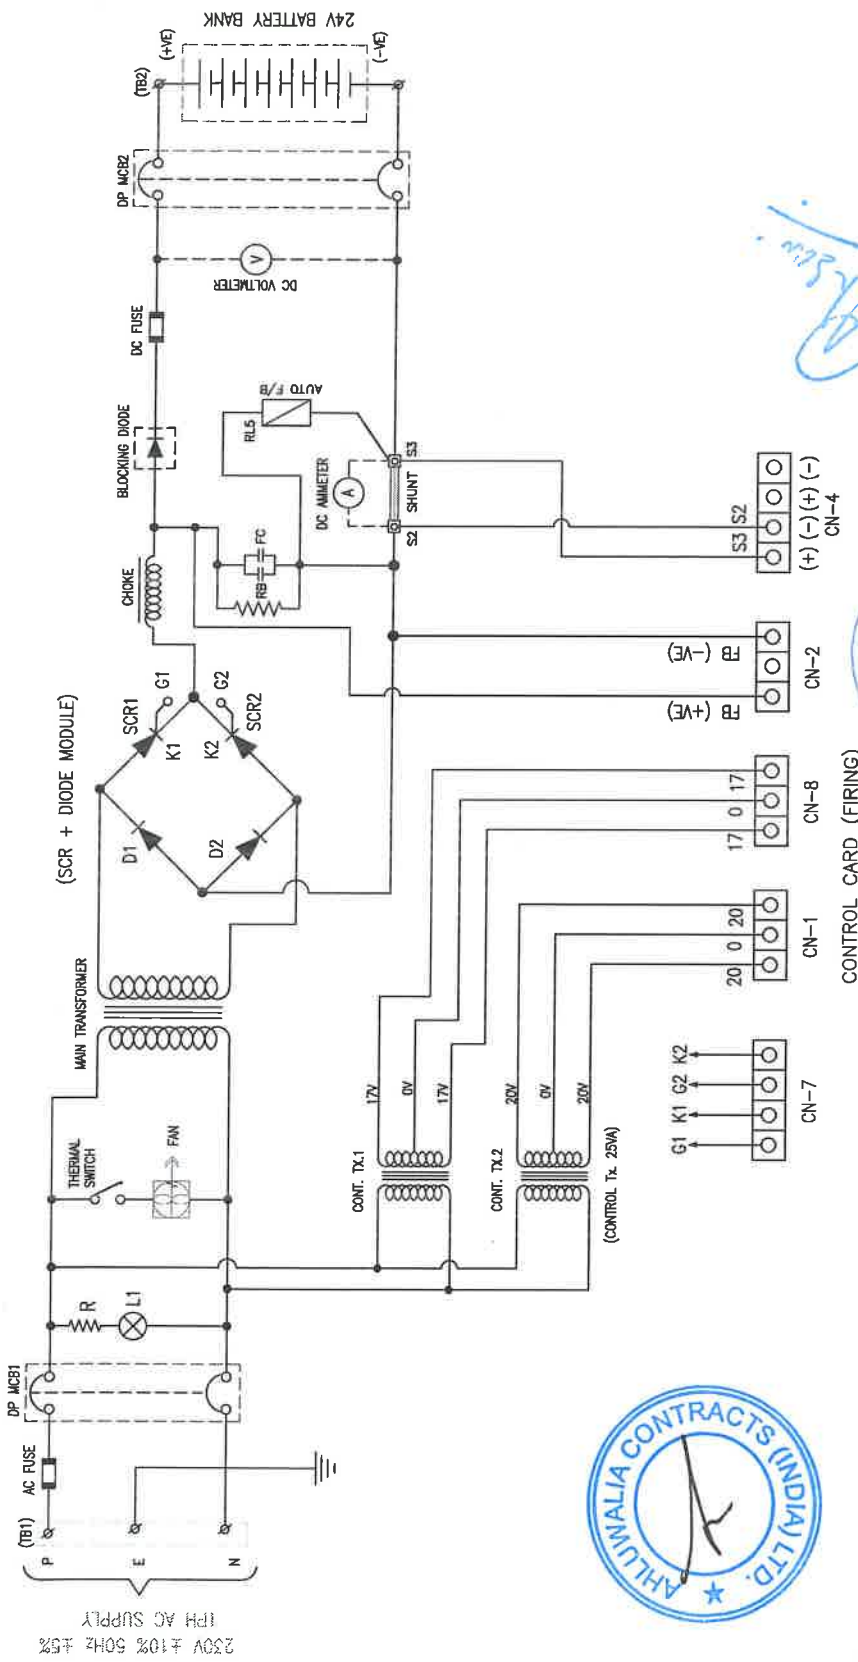 230V ±10% 50Hz ±5%
1PH AC SUPPLY
P
E
N
(TB1)
AC FUSE
DP MCB1
R
L1
THERMAL
SWITCH
FAN
MAIN TRANSFORMER
(SCR + DIODE MODULE)
D1
D2
SCR1
G1
K1
G2
K2
SCR2
CHOKE
RB
FC
BLOCKING DIODE
DC FUSE
RL5
AUTO F/B
DC AMMETER
A
S2
SHUNT
S3
DC VOLTMETER
V
DP MCB2
(TB2)
(+VE)
(-VE)
24V BATTERY BANK
CONT. TX.1
17V
0V
17V
CONT. TX.2
20V
0V
20V
(CONTROL Tx. 25VA)
G1
K1
G2
K2
CN-7
20
0
20
CN-1
17
0
17
CN-8
FB (+VE)
FB (-VE)
CN-2
S3
S2
(+)(-)(+)(-)
CN-4
CONTROL CARD (FIRING)
AHLUWALIA CONTRACTS (INDIA) LTD.